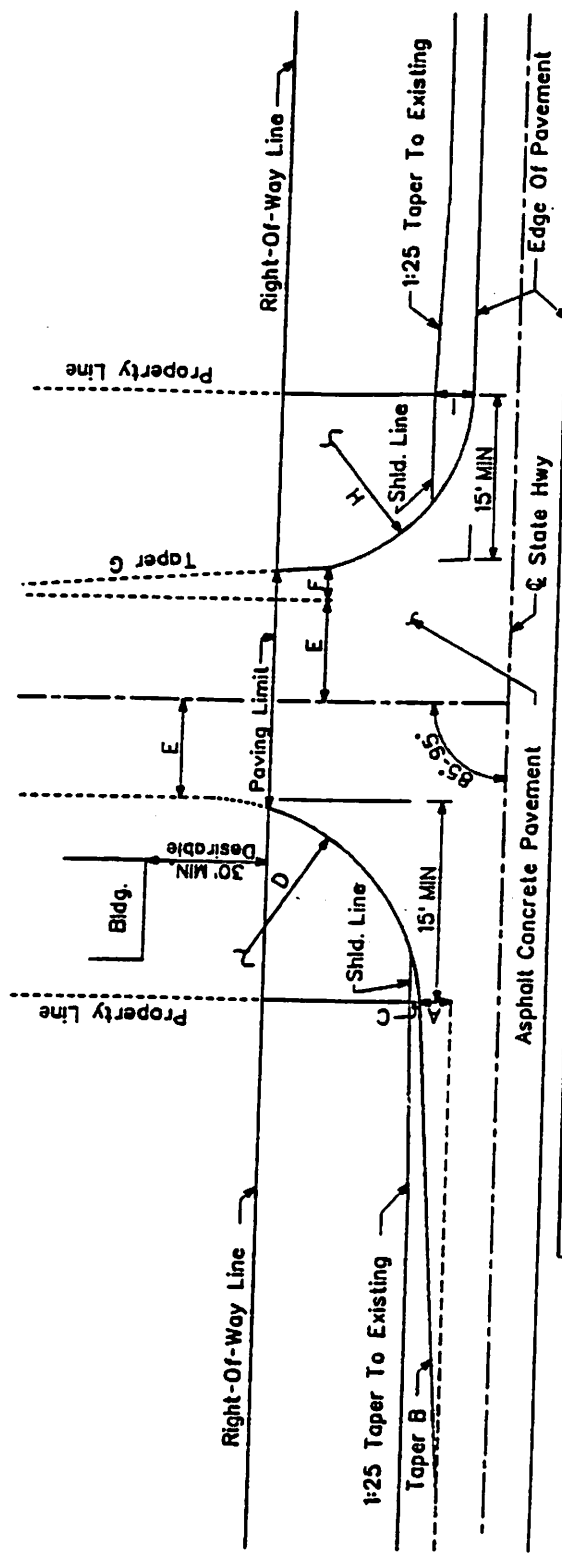 Right-Of-Way Line
Property Line
Property Line
Taper G
1:25 Taper To Existing
Edge Of Pavement
H
Shld. Line
15' MIN
F
E
E
Paving Limit
85°-95°
℄ State Hwy
Asphalt Concrete Pavement
Bldg.
30' MIN.
Desirable
D
Shld. Line
15' MIN
C
A
Right-Of-Way Line
1:25 Taper To Existing
Taper B